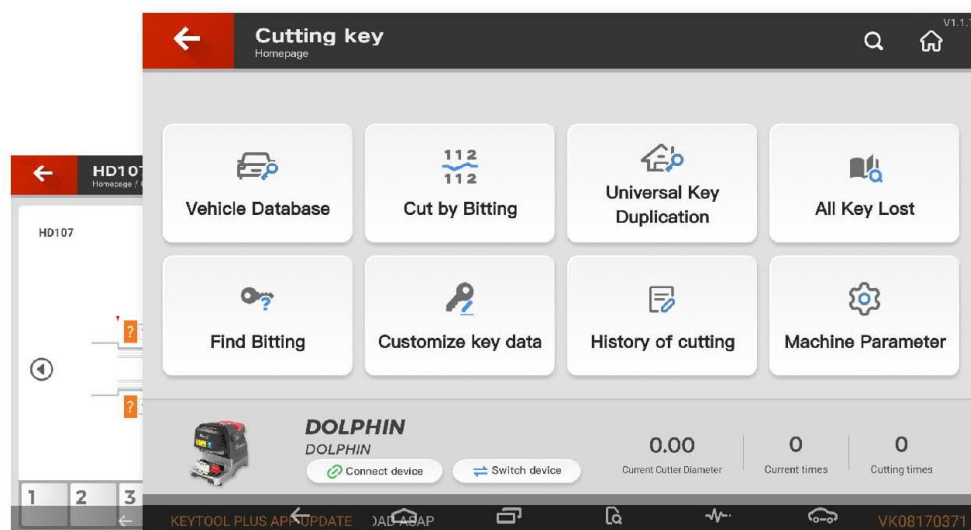 V1.1.
Cutting key
Homepage
HD107
Homepage /
HD107
Vehicle Database
112
112
Cut by Bitting
Universal Key
Duplication
All Key Lost
Find Bitting
Customize key data
History of cutting
Machine Parameter
?
?
DOLPHIN
DOLPHIN
Connect device
Switch device
0.00
Current Cutter Diameter
0
Current times
0
Cutting times
1 2 3
KEYTOOL PLUS APP UPDATE
OAD ASAP
VK08170371